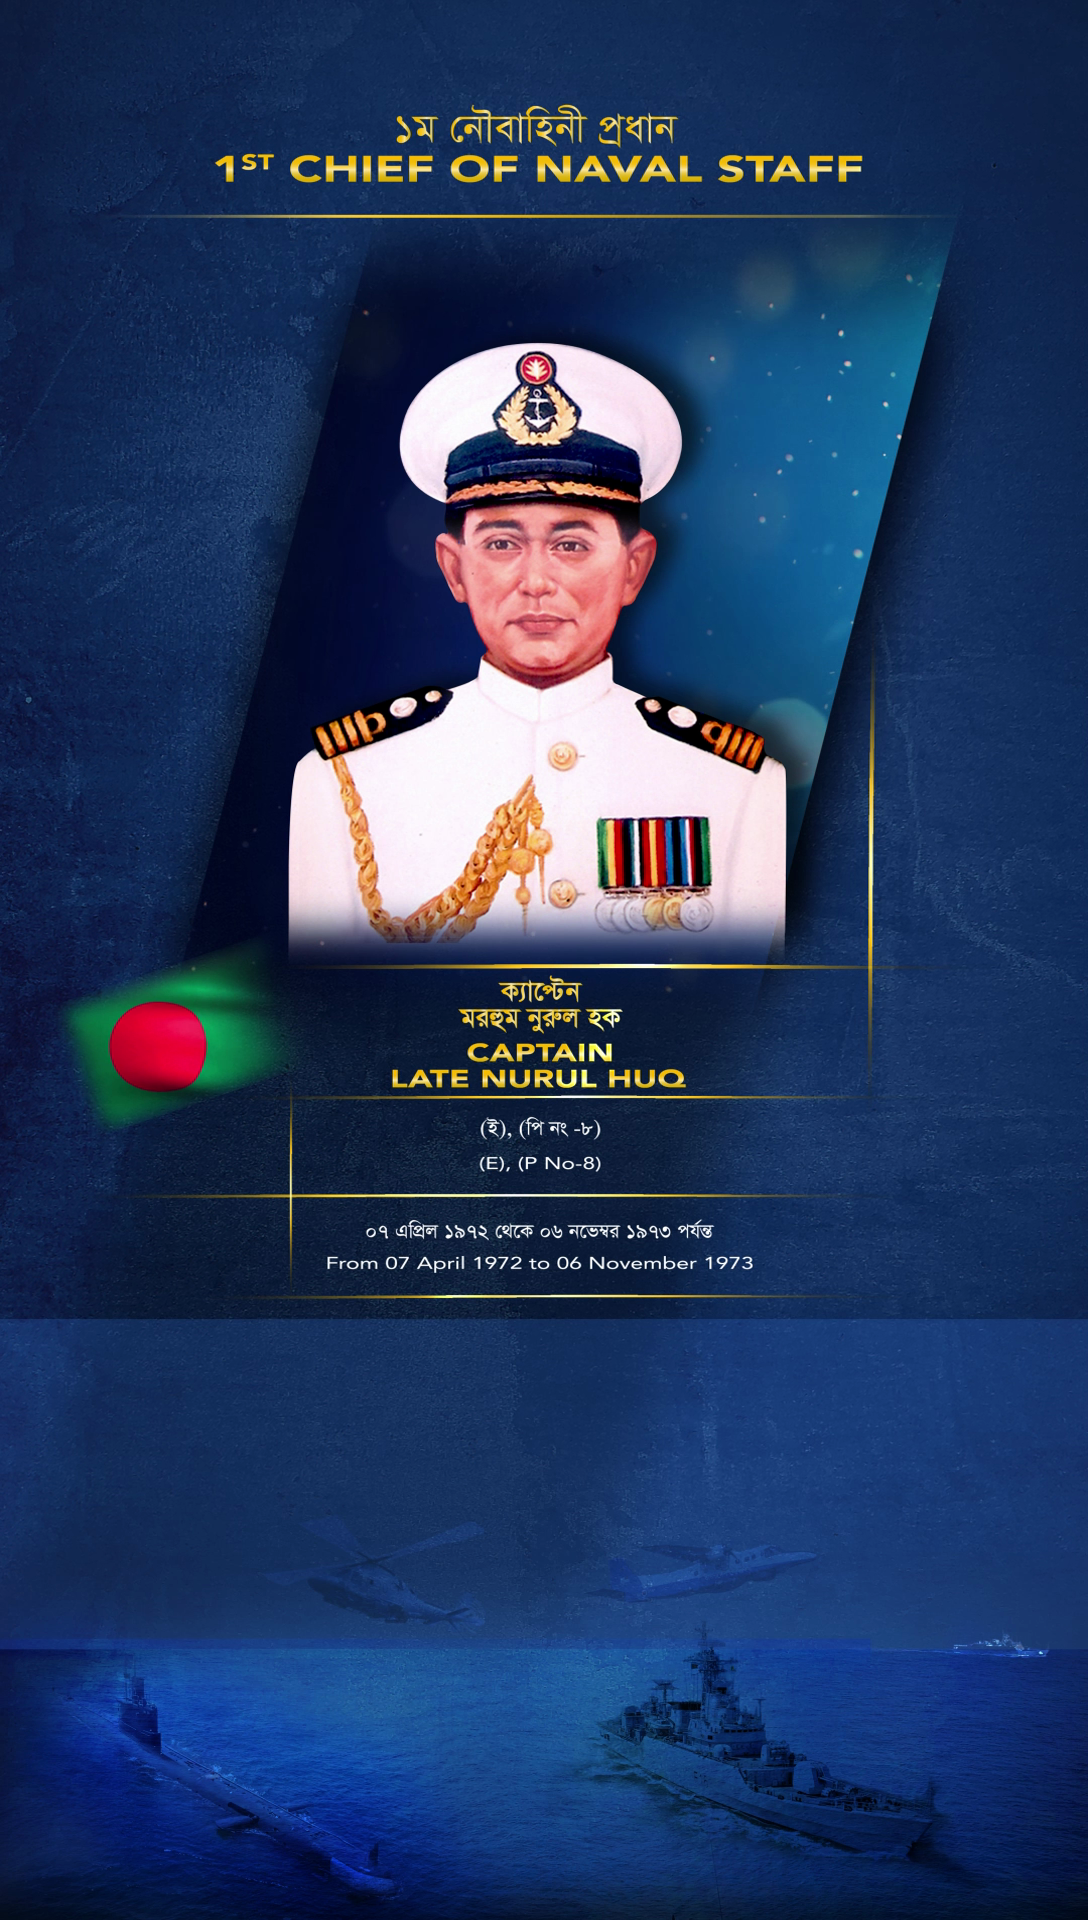 ১ম নৌবাহিনী প্রধান
1ST CHIEF OF NAVAL STAFF
ক্যাপ্টেন
মরহুম নুরুল হক
CAPTAIN
LATE NURUL HUQ
(ই), (পি নং -৮)
(E), (P No-8)
০৭ এপ্রিল ১৯৭২ থেকে ০৬ নভেম্বর ১৯৭৩ পর্যন্ত
From 07 April 1972 to 06 November 1973